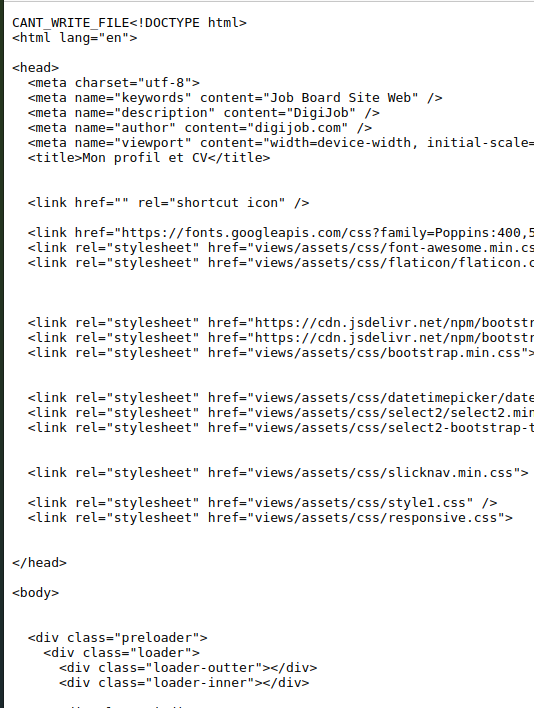 CANT_WRITE_FILE<!DOCTYPE html>
<html lang="en">
<head>
<meta charset="utf-8">
<meta name="keywords" content="Job Board Site Web" />
<meta name="description" content="DigiJob" />
<meta name="author" content="digijob.com" />
<meta name="viewport" content="width=device-width, initial-scale=
<title>Mon profil et CV</title>
<link href="" rel="shortcut icon" />
<link href="https://fonts.googleapis.com/css?family=Poppins:400,5
<link rel="stylesheet" href="views/assets/css/font-awesome.min.cs
<link rel="stylesheet" href="views/assets/css/flaticon/flaticon.c
<link rel="stylesheet" href="https://cdn.jsdelivr.net/npm/bootstr
<link rel="stylesheet" href="https://cdn.jsdelivr.net/npm/bootstr
<link rel="stylesheet" href="views/assets/css/bootstrap.min.css">
<link rel="stylesheet" href="views/assets/css/datetimepicker/date
<link rel="stylesheet" href="views/assets/css/select2/select2.min
<link rel="stylesheet" href="views/assets/css/select2-bootstrap-t
<link rel="stylesheet" href="views/assets/css/slicknav.min.css">
<link rel="stylesheet" href="views/assets/css/style1.css" />
<link rel="stylesheet" href="views/assets/css/responsive.css">
</head>
<body>
<div class="preloader">
<div class="loader">
<div class="loader-outter"></div>
<div class="loader-inner"></div>